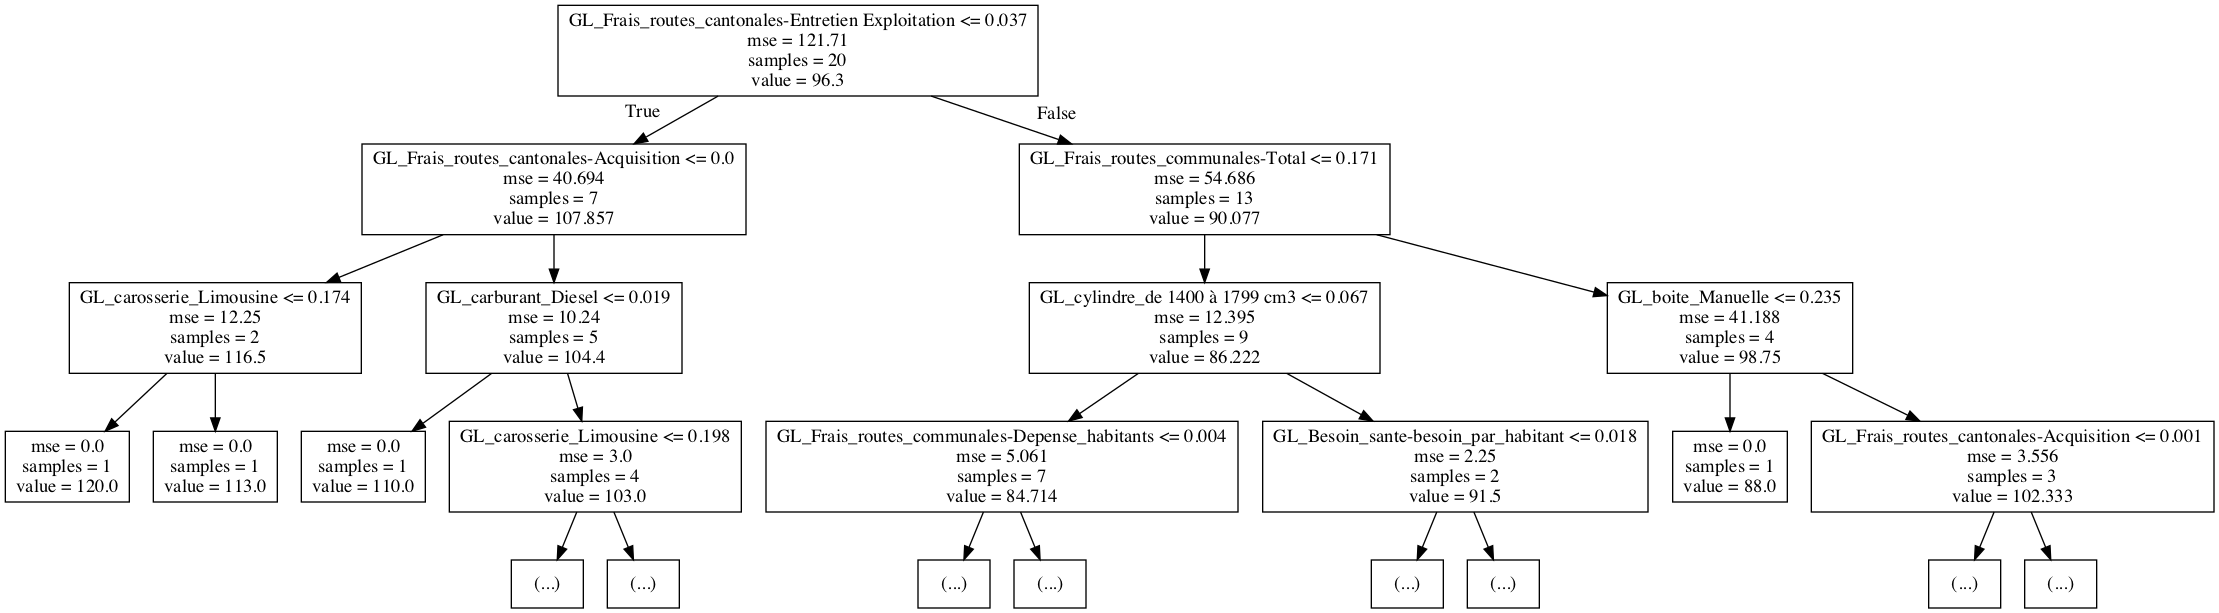 GL_Frais_routes_cantonales-Entretien Exploitation <= 0.037
mse = 121.71
samples = 20
value = 96.3
True
False
GL_Frais_routes_cantonales-Acquisition <= 0.0
mse = 40.694
samples = 7
value = 107.857
GL_Frais_routes_communales-Total <= 0.171
mse = 54.686
samples = 13
value = 90.077
GL_carosserie_Limousine <= 0.174
mse = 12.25
samples = 2
value = 116.5
GL_carburant_Diesel <= 0.019
mse = 10.24
samples = 5
value = 104.4
GL_cylindre_de 1400 à 1799 cm3 <= 0.067
mse = 12.395
samples = 9
value = 86.222
GL_boite_Manuelle <= 0.235
mse = 41.188
samples = 4
value = 98.75
mse = 0.0
samples = 1
value = 120.0
mse = 0.0
samples = 1
value = 113.0
mse = 0.0
samples = 1
value = 110.0
GL_carosserie_Limousine <= 0.198
mse = 3.0
samples = 4
value = 103.0
GL_Frais_routes_communales-Depense_habitants <= 0.004
mse = 5.061
samples = 7
value = 84.714
GL_Besoin_sante-besoin_par_habitant <= 0.018
mse = 2.25
samples = 2
value = 91.5
mse = 0.0
samples = 1
value = 88.0
GL_Frais_routes_cantonales-Acquisition <= 0.001
mse = 3.556
samples = 3
value = 102.333
(...)
(...)
(...)
(...)
(...)
(...)
(...)
(...)